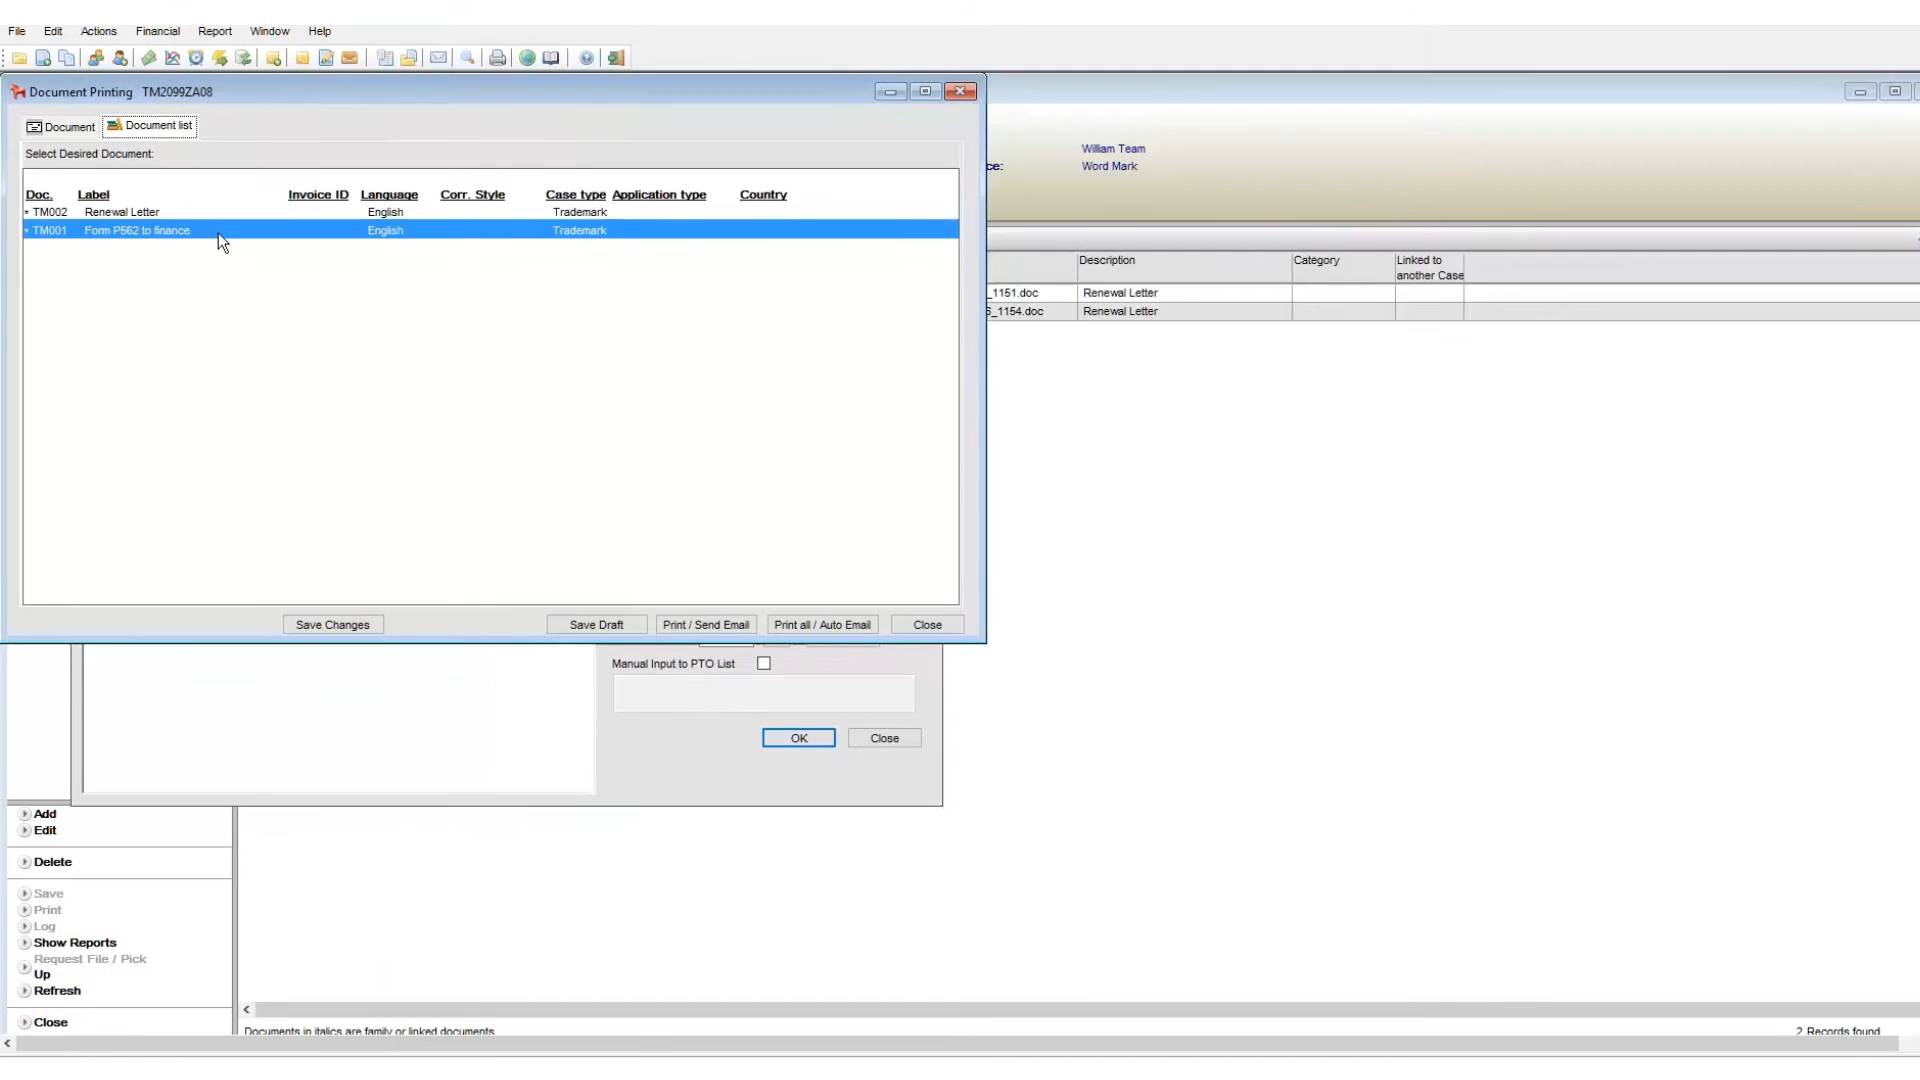 File Edit Actions Financial Report Window Help
Document Printing TM2099ZA08
Document Document list
Select Desired Document:
Doc. Label Invoice ID Language Corr. Style Case type Application type Country
* TM002 Renewal Letter English Trademark
* TM001 Form P562 to finance English Trademark
Save Changes Save Draft Print / Send Email Print all / Auto Email Close
William Team
ce: Word Mark
Description Category Linked to another Case
_1151.doc Renewal Letter
6_1154.doc Renewal Letter
Manual Input to PTO List
OK Close
Add
Edit
Delete
Save
Print
Log
Show Reports
Request File / Pick
Up
Refresh
Close
Documents in italics are family or linked documents 2 Records found